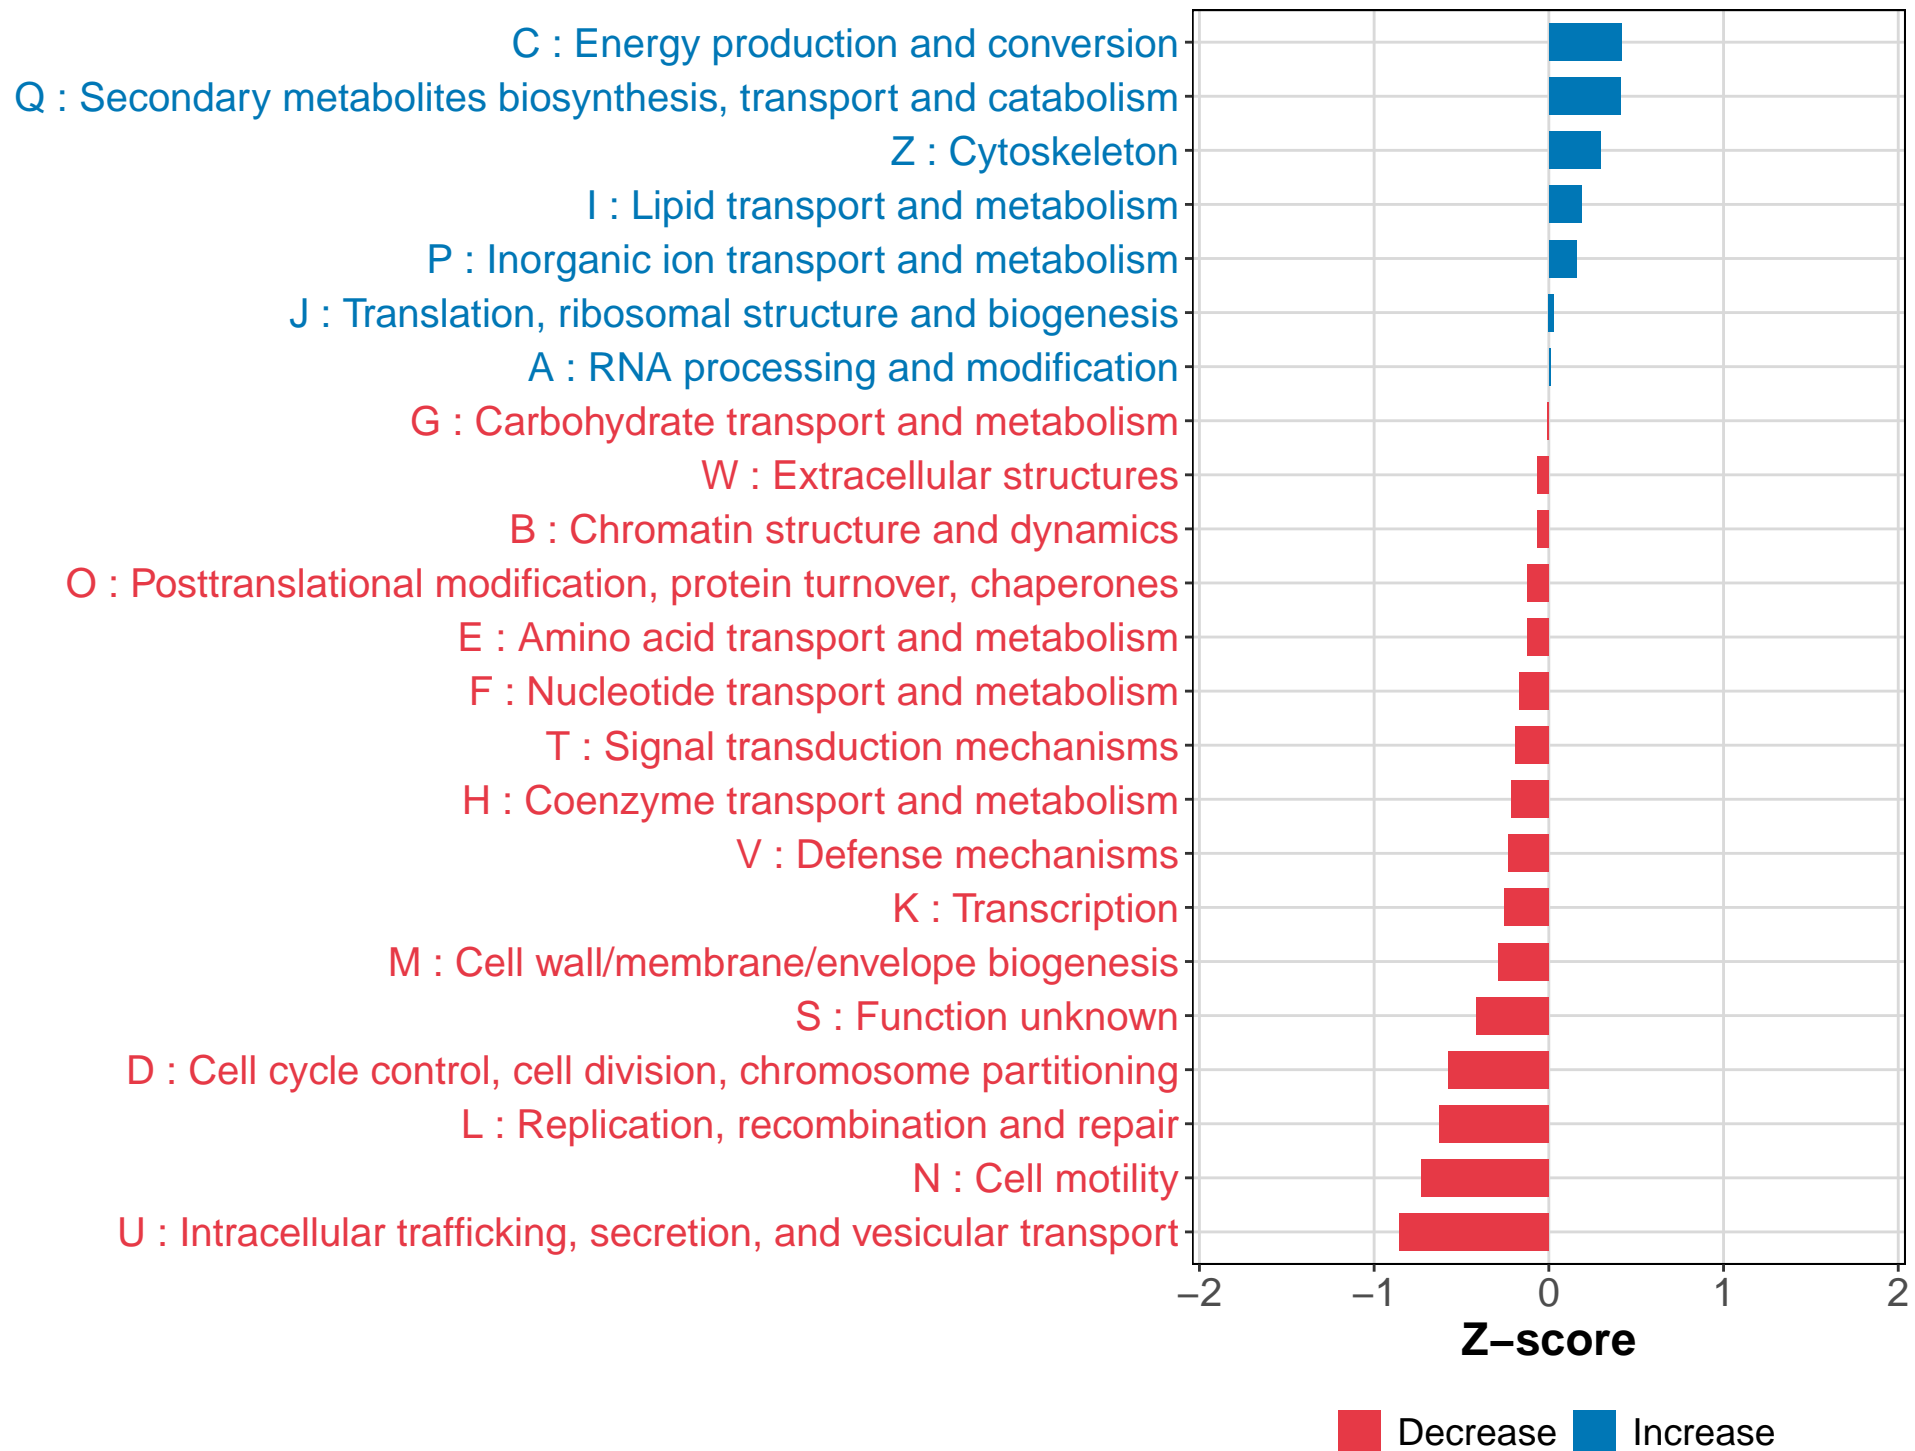 C : Energy production and conversion
Q : Secondary metabolites biosynthesis, transport and catabolism
Z : Cytoskeleton
I : Lipid transport and metabolism
P : Inorganic ion transport and metabolism
J : Translation, ribosomal structure and biogenesis
A : RNA processing and modification
G : Carbohydrate transport and metabolism
W : Extracellular structures
B : Chromatin structure and dynamics
O : Posttranslational modification, protein turnover, chaperones
E : Amino acid transport and metabolism
F : Nucleotide transport and metabolism
T : Signal transduction mechanisms
H : Coenzyme transport and metabolism
V : Defense mechanisms
K : Transcription
M : Cell wall/membrane/envelope biogenesis
S : Function unknown
D : Cell cycle control, cell division, chromosome partitioning
L : Replication, recombination and repair
N : Cell motility
U : Intracellular trafficking, secretion, and vesicular transport
−2 −1 0 1 2
Z−score
Decrease Increase